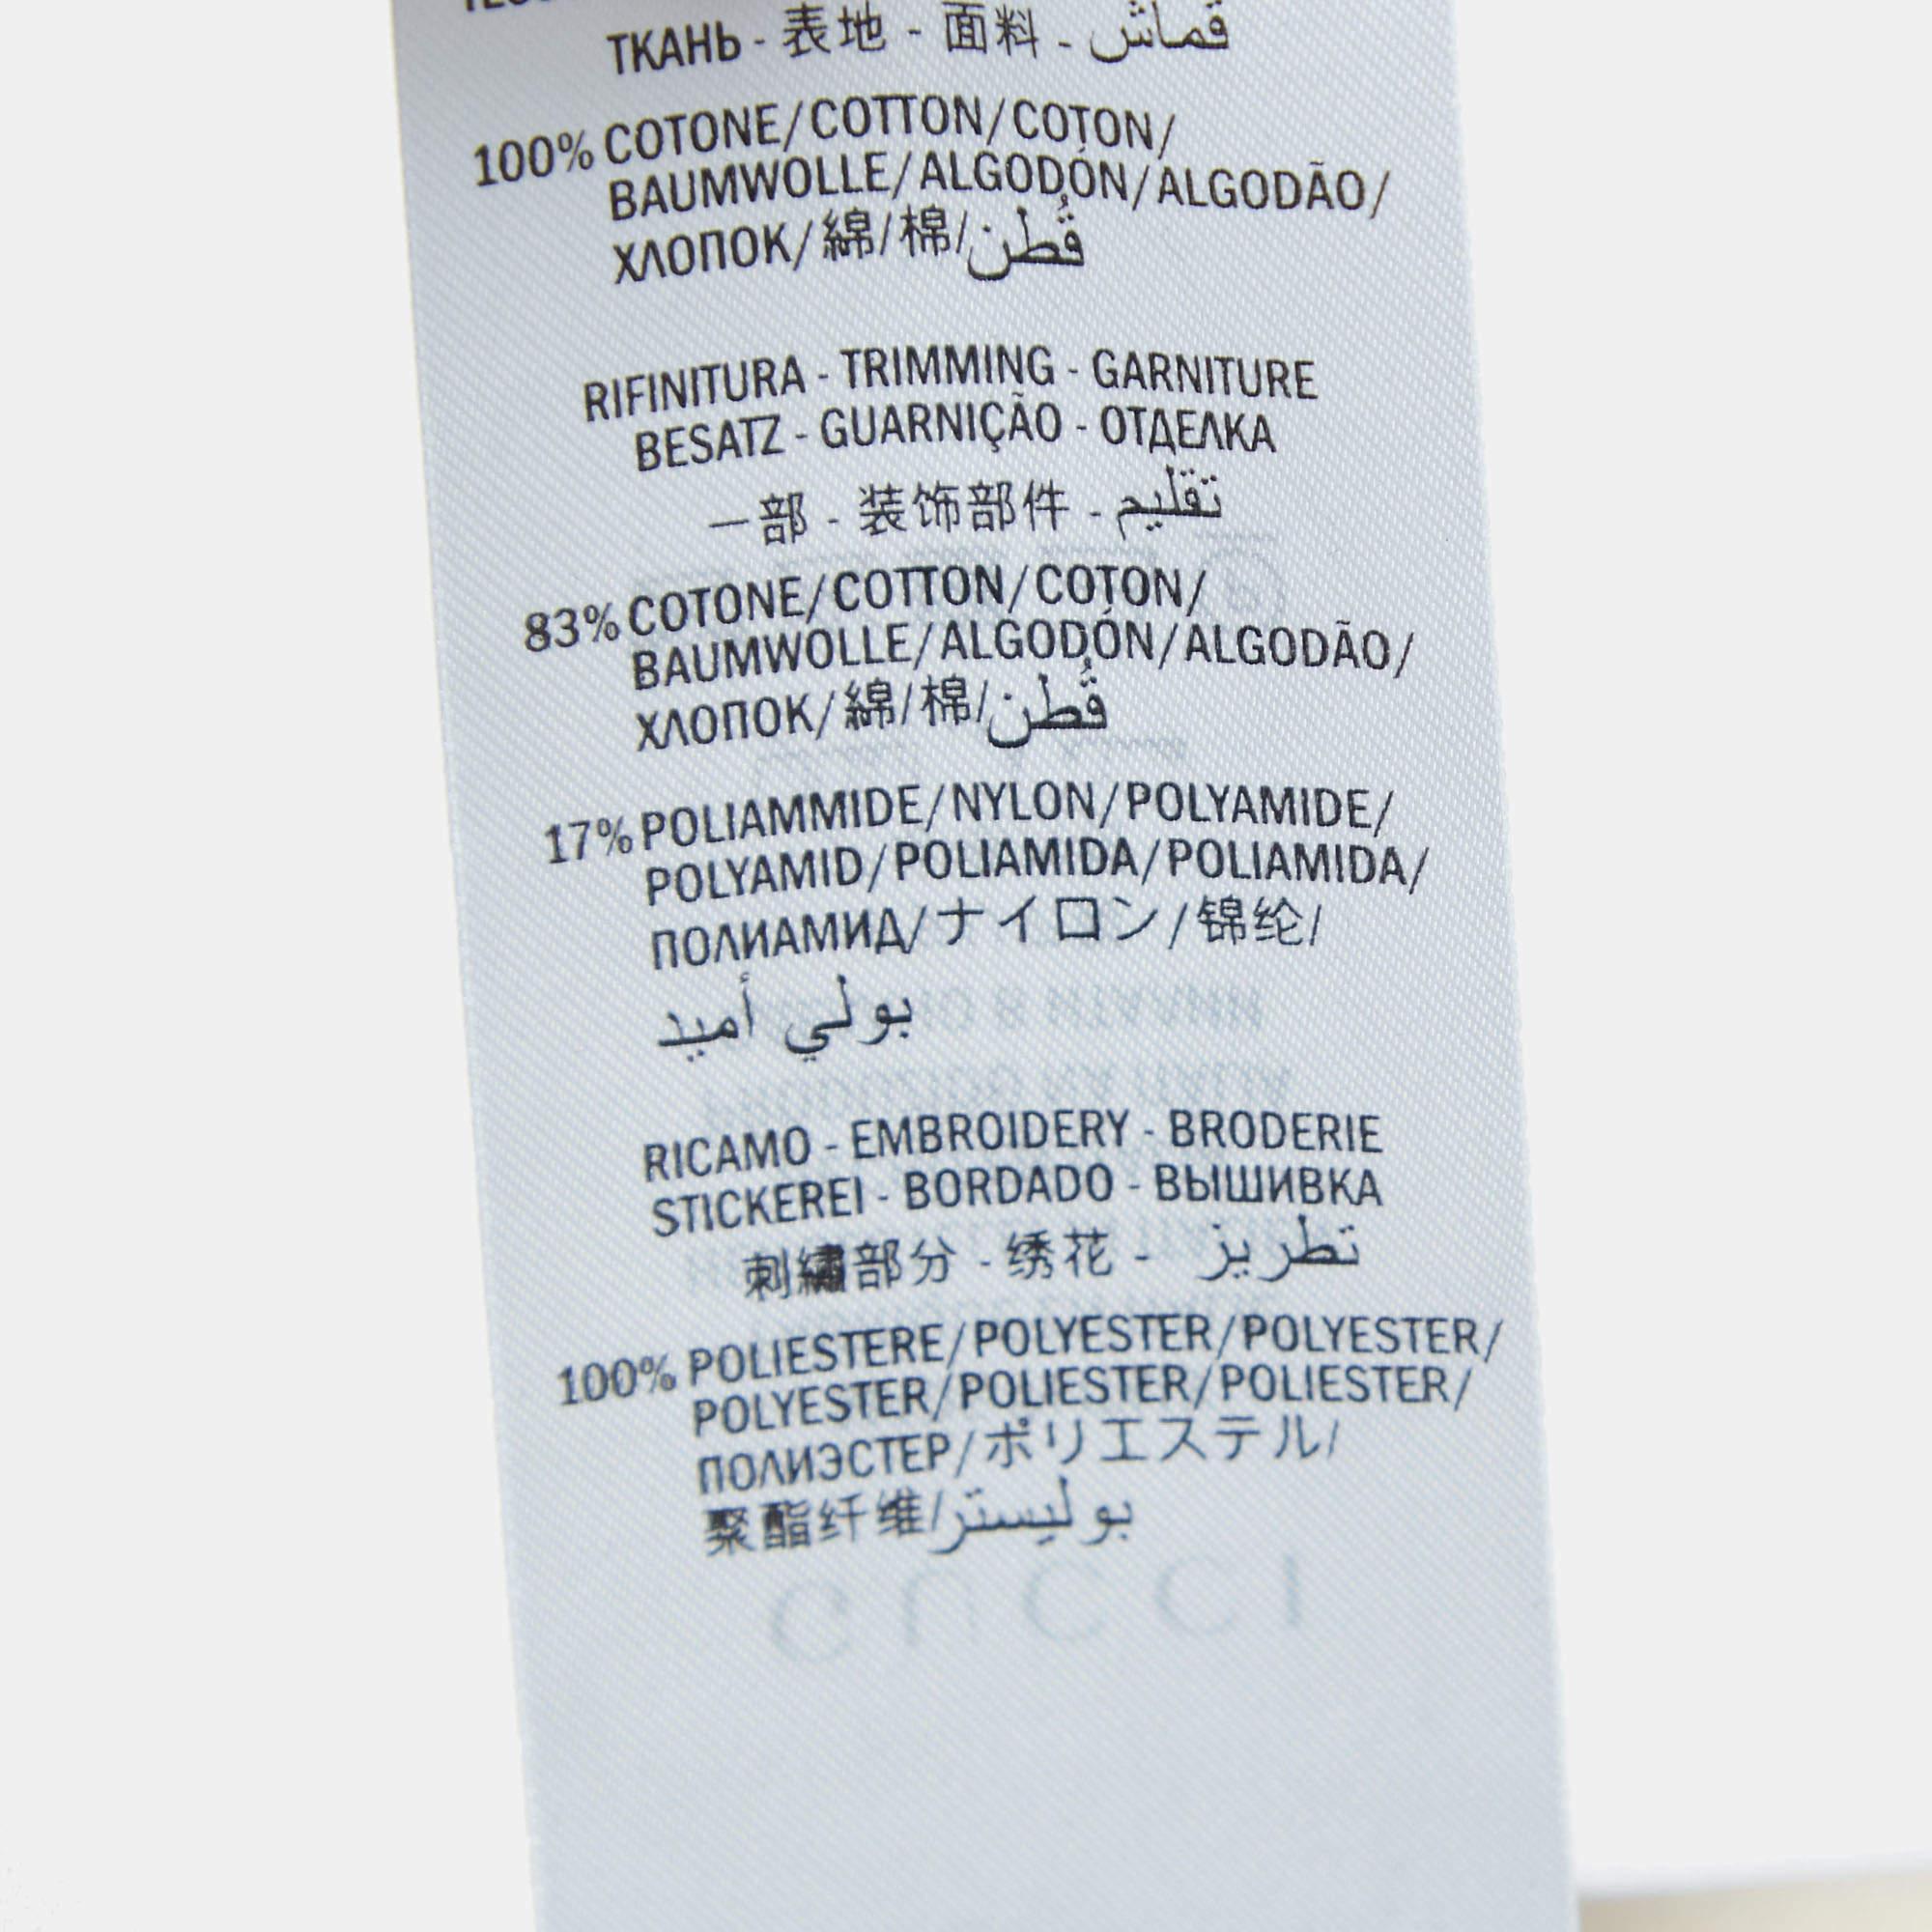 ТКАНЬ - 表地 - 面料 - قماش
100% COTONE/COTTON/COTON/
BAUMWOLLE/ALGODÓN/ALGODÃO/
ХЛОПОК/綿/棉/قُطن
RIFINITURA - TRIMMING - GARNITURE
BESATZ - GUARNIÇÃO - ОТДЕЛКА
一部 - 装饰部件 - تقليم
83% COTONE/COTTON/COTON/
BAUMWOLLE/ALGODÓN/ALGODÃO/
ХЛОПОК/綿/棉/قُطن
17% POLIAMMIDE/NYLON/POLYAMIDE/
POLYAMID/POLIAMIDA/POLIAMIDA/
ПОЛИАМИД/ナイロン/锦纶/
بولي أميد
RICAMO - EMBROIDERY - BRODERIE
STICKEREI - BORDADO - ВЫШИВКА
刺繍部分 - 绣花 - تطريز
100% POLIESTERE/POLYESTER/POLYESTER/
POLYESTER/POLIESTER/POLIESTER/
ПОЛИЭСТЕР/ポリエステル/
聚酯纤维/بوليستر
GUCCI